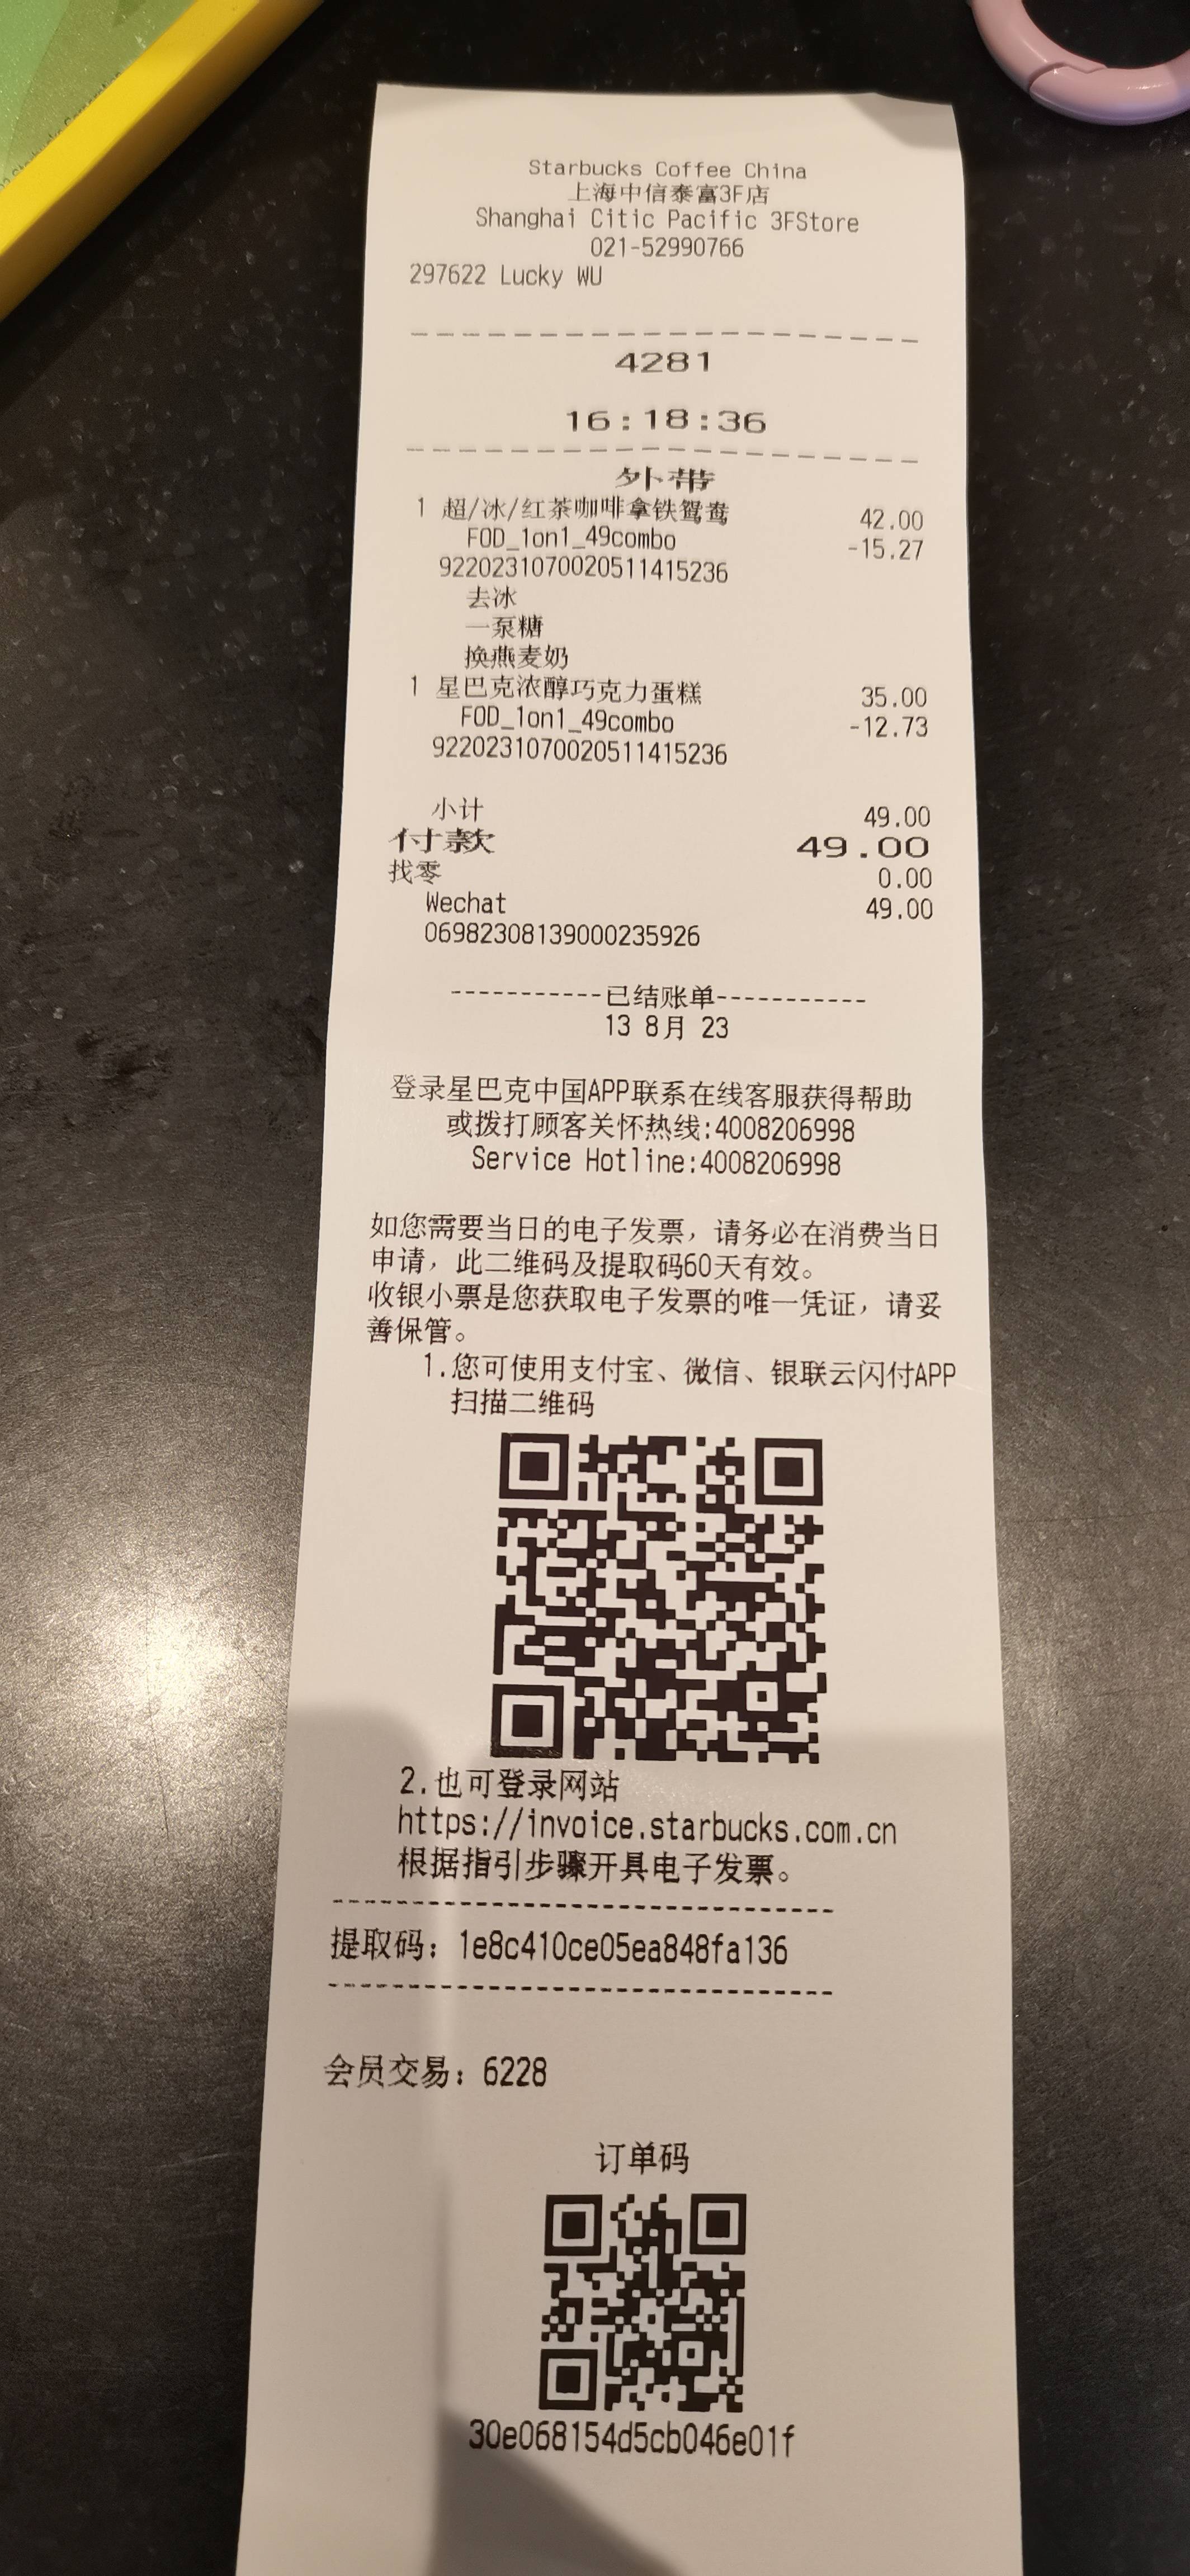 Starbucks Coffee China
上海中信泰富3F店
Shanghai Citic Pacific 3FStore
021-52990766
297622 Lucky WU
4281
16:18:36
外带
1 超/冰/红茶咖啡拿铁鸳鸯 42.00
FOD_1on1_49combo -15.27
9220231070020511415236
去冰
一泵糖
换燕麦奶
1 星巴克浓醇巧克力蛋糕 35.00
FOD_1on1_49combo -12.73
9220231070020511415236
小计 49.00
付款 49.00
找零 0.00
Wechat 49.00
06982308139000235926
-----------已结账单-----------
13 8月 23
登录星巴克中国APP联系在线客服获得帮助
或拨打顾客关怀热线:4008206998
Service Hotline:4008206998
如您需要当日的电子发票，请务必在消费当日
申请，此二维码及提取码60天有效。
收银小票是您获取电子发票的唯一凭证，请妥
善保管。
1.您可使用支付宝、微信、银联云闪付APP
扫描二维码
2.也可登录网站
https://invoice.starbucks.com.cn
根据指引步骤开具电子发票。
提取码：1e8c410ce05ea848fa136
会员交易：6228
订单码
30e068154d5cb046e01f